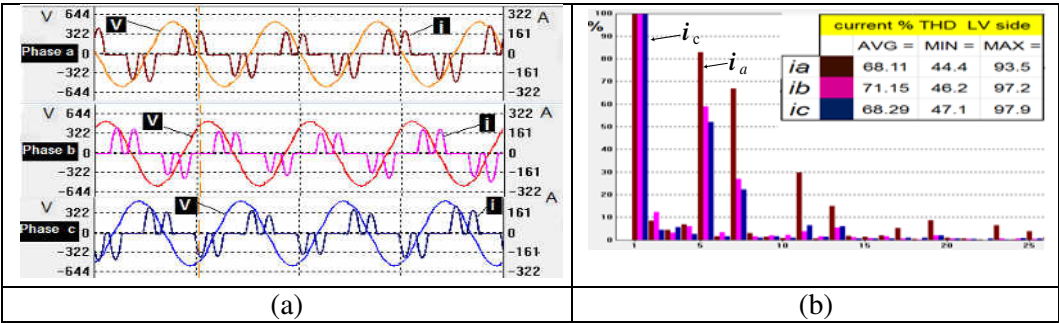 V
V
i
322 A
644
322
161
Phase a
0
0
-322
-161
-644
-322
V
644
V
i
322 A
322
161
Phase b
0
0
-322
-161
-644
322
V
V
i
A
322
161
Phase c
0
0
-322
-161
-644
-322
(a)
100
%
90
80
70
60
50
40
30
20
10
0
i c
i a
1
5
10
15
20
25
current % THD LV side
AVG = MIN = MAX =
ia 68.11 44.4 93.5
ib 71.15 46.2 97.2
ic 68.29 47.1 97.9
(b)